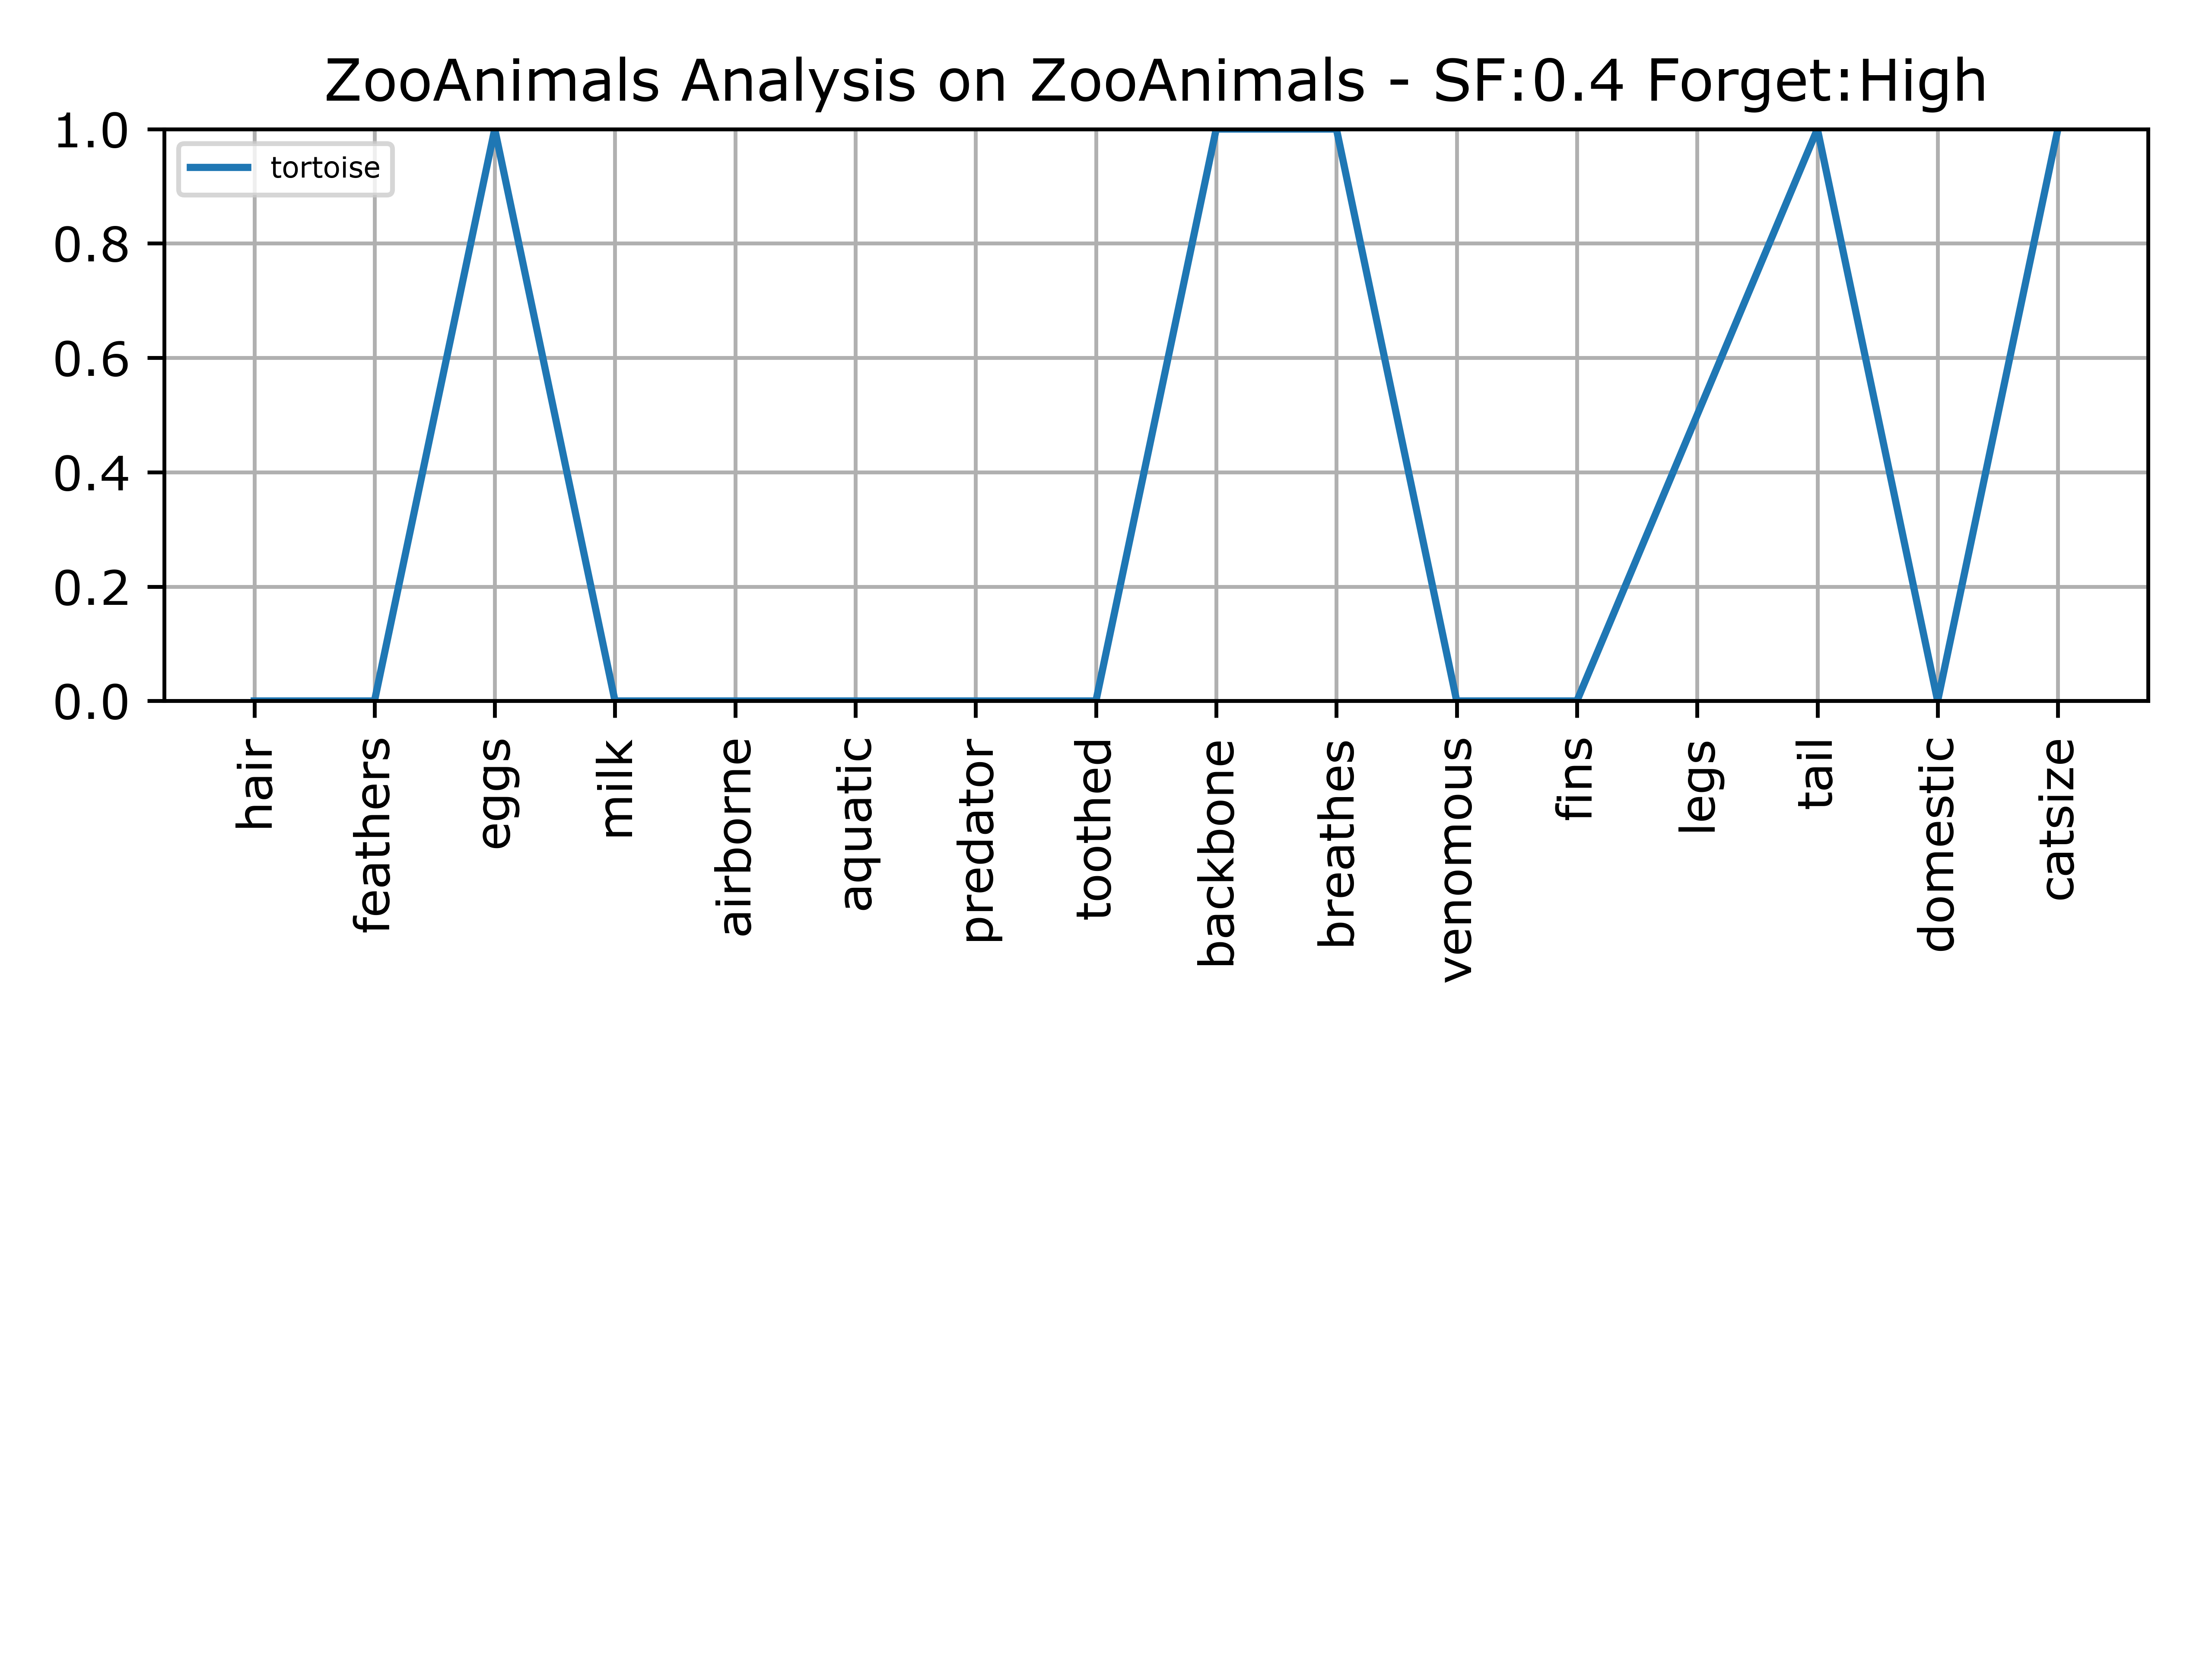 ZooAnimals Analysis on ZooAnimals - SF:0.4 Forget:High
1.0
0.8
0.6
0.4
0.2
0.0
tortoise
hair
feathers
eggs
milk
airborne
aquatic
predator
toothed
backbone
breathes
venomous
fins
legs
tail
domestic
catsize